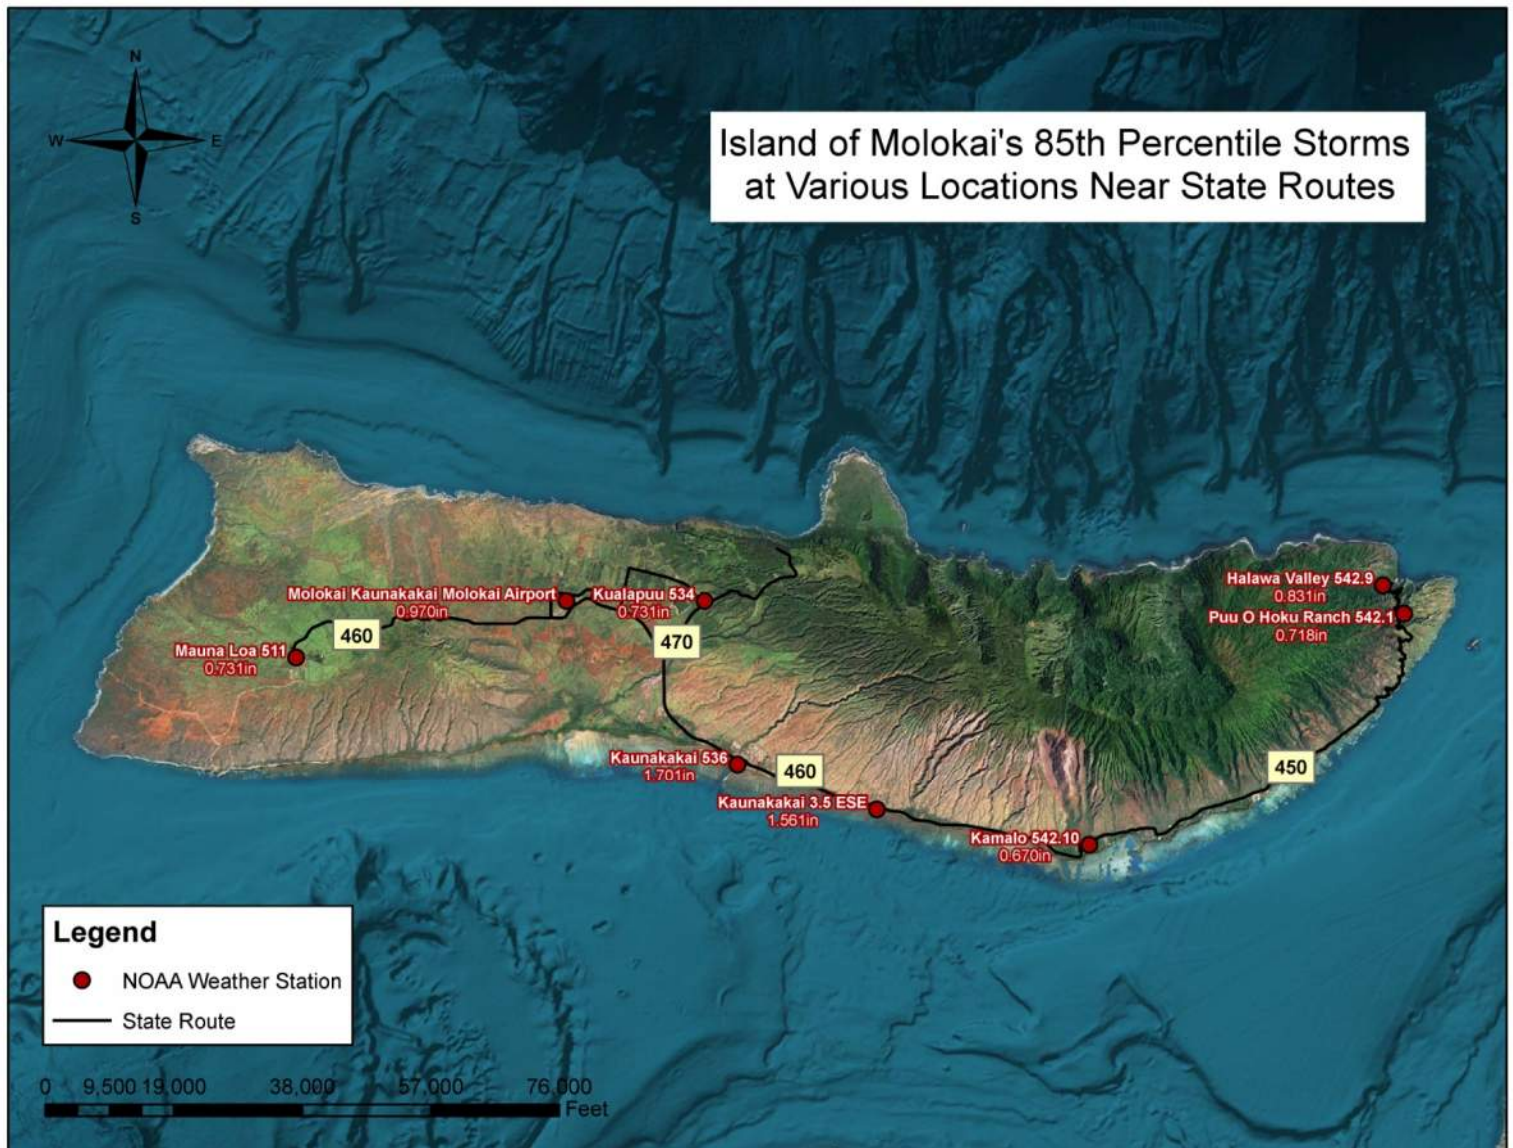 N
W E
S
Island of Molokai's 85th Percentile Storms
at Various Locations Near State Routes
Halawa Valley 542.9
0.831in
Puu O Hoku Ranch 542.1
0.718in
Molokai Kaunakakai Molokai Airport
0.970in
Kualapuu 534
0.731in
460
470
Mauna Loa 511
0.731in
Kaunakakai 536
1.701in
460
450
Kaunakakai 3.5 ESE
1.561in
Kamalo 542.10
0.670in
Legend
NOAA Weather Station
State Route
0 9,500 19,000 38,000 57,000 76,000
Feet